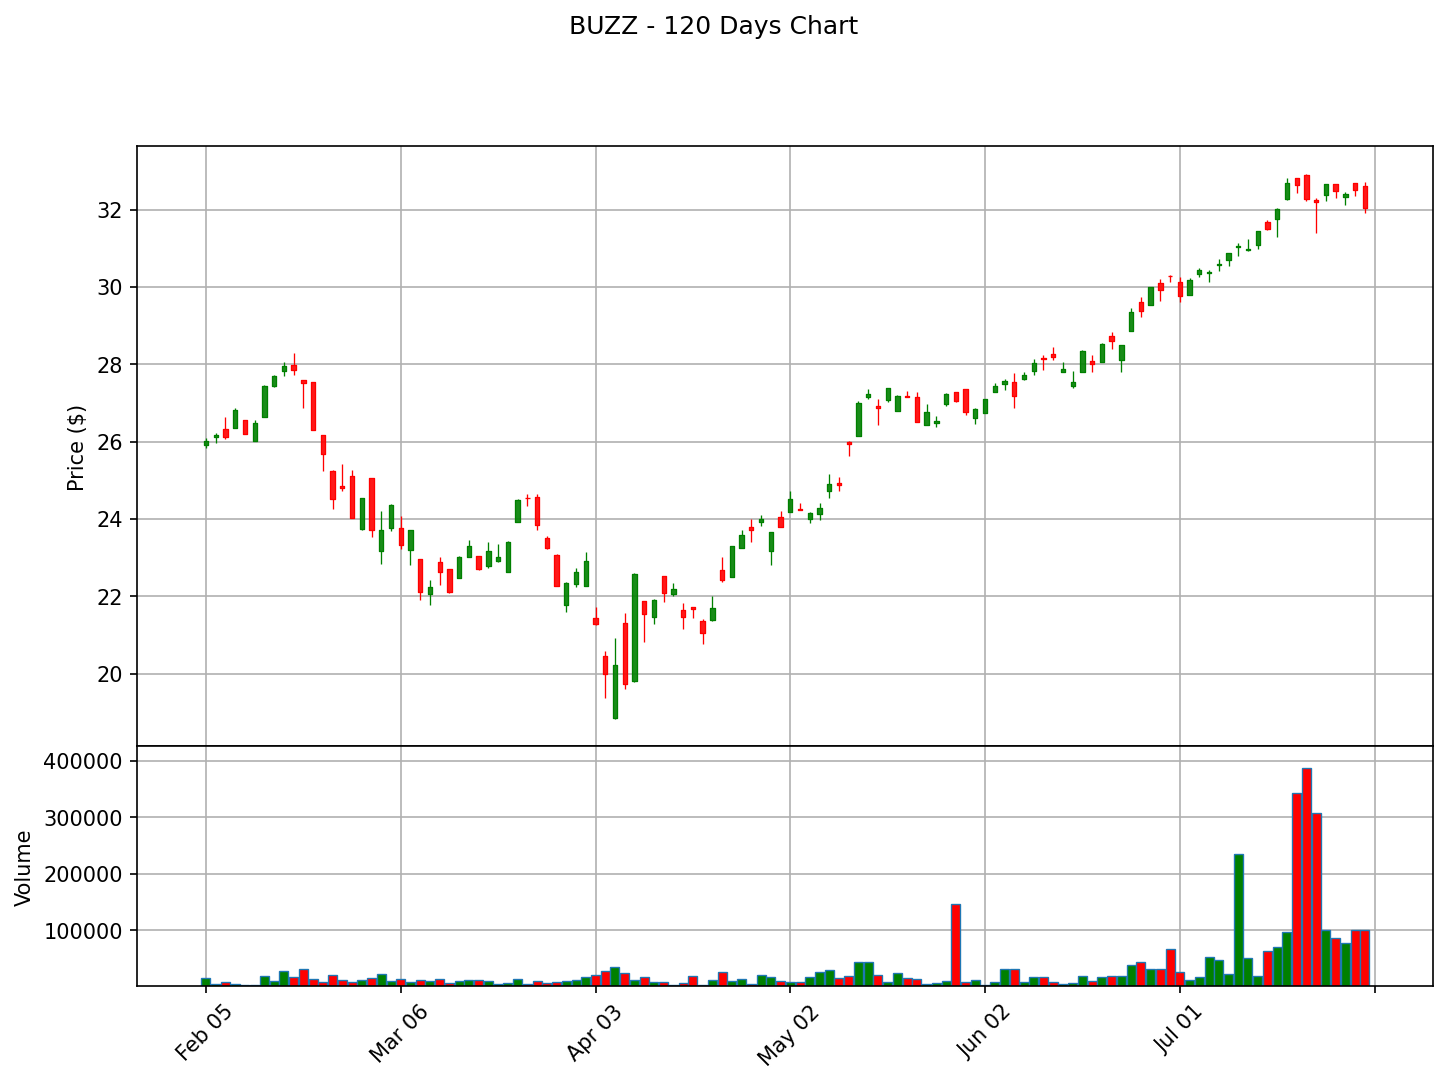 BUZZ - 120 Days Chart
Price ($)
32
30
28
26
24
22
20
Volume
400000
300000
200000
100000
Feb 05
Mar 06
Apr 03
May 02
Jun 02
Jul 01